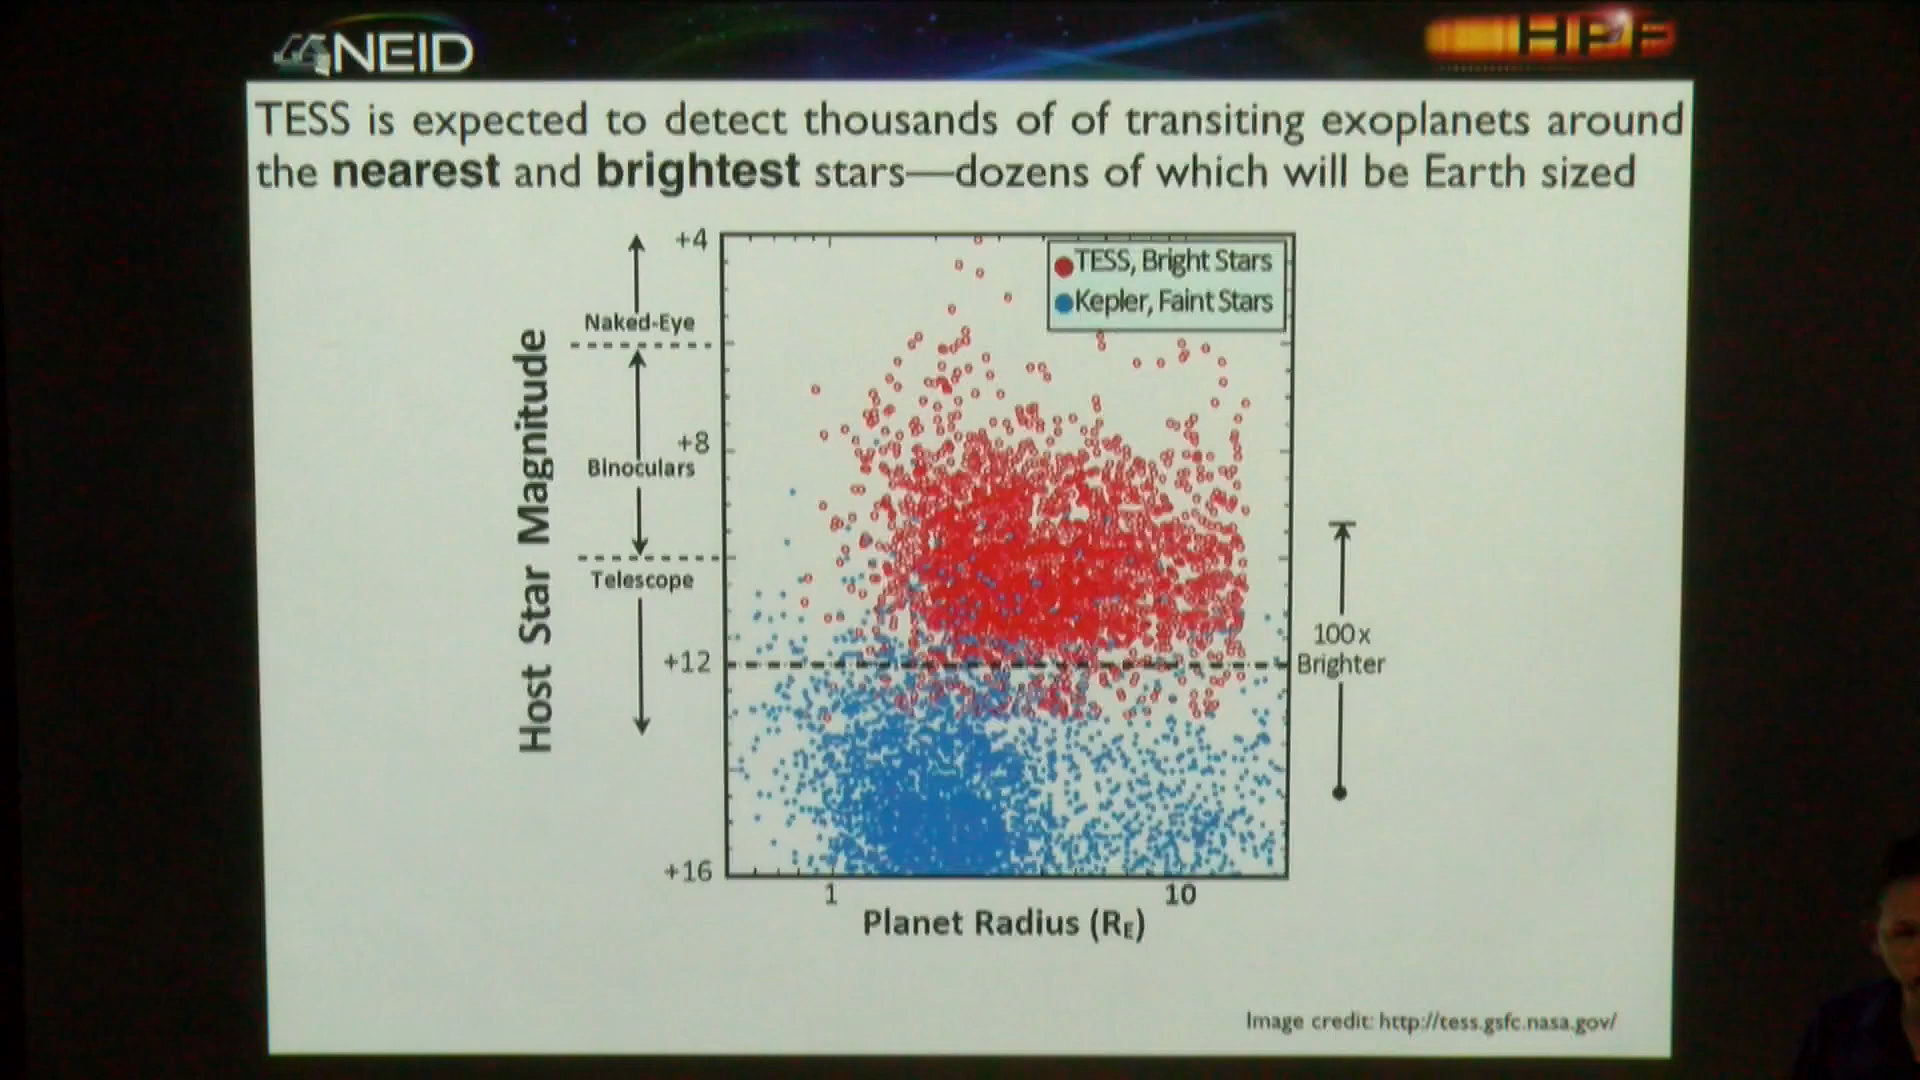 NEID
HPF
TESS is expected to detect thousands of of transiting exoplanets around
the nearest and brightest stars—dozens of which will be Earth sized
+4
TESS, Bright Stars
Kepler, Faint Stars
Naked-Eye
+8
Binoculars
Telescope
Host Star Magnitude
100x
+12
Brighter
+16
1
10
Planet Radius (RE)
Image credit: http://tess.gsfc.nasa.gov/